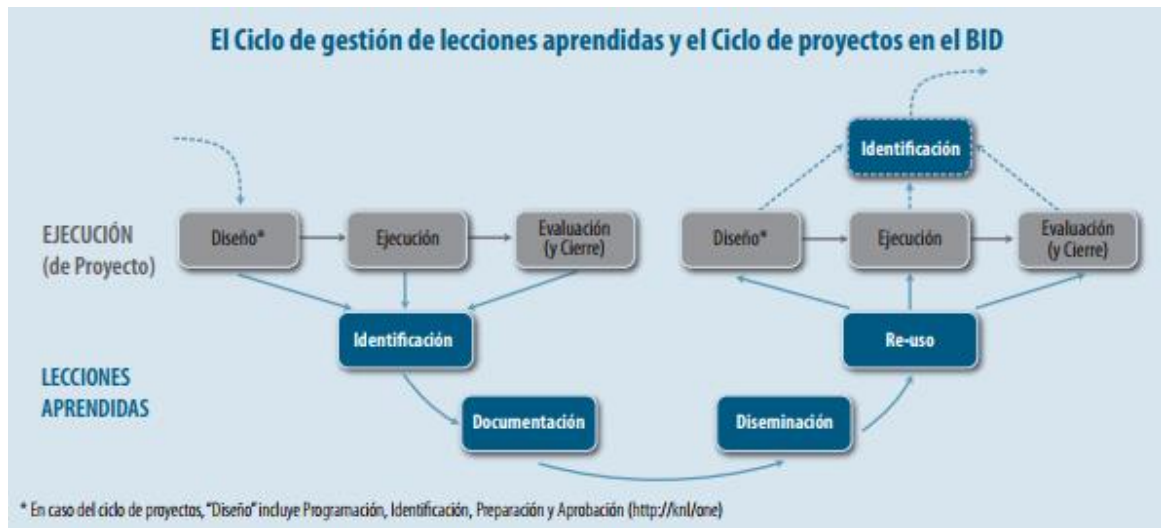 El Ciclo de gestión de lecciones aprendidas y el Ciclo de proyectos en el BID
Identificación
EJECUCIÓN
(de Proyecto)
Diseño*
Ejecución
Evaluación
(y Cierre)
Diseño*
Ejecución
Evaluación
(y Cierre)
Identificación
Re-uso
LECCIONES
APRENDIDAS
Documentación
Diseminación
* En caso del ciclo de proyectos, "Diseño" incluye Programación, Identificación, Preparación y Aprobación (http://knl/one)